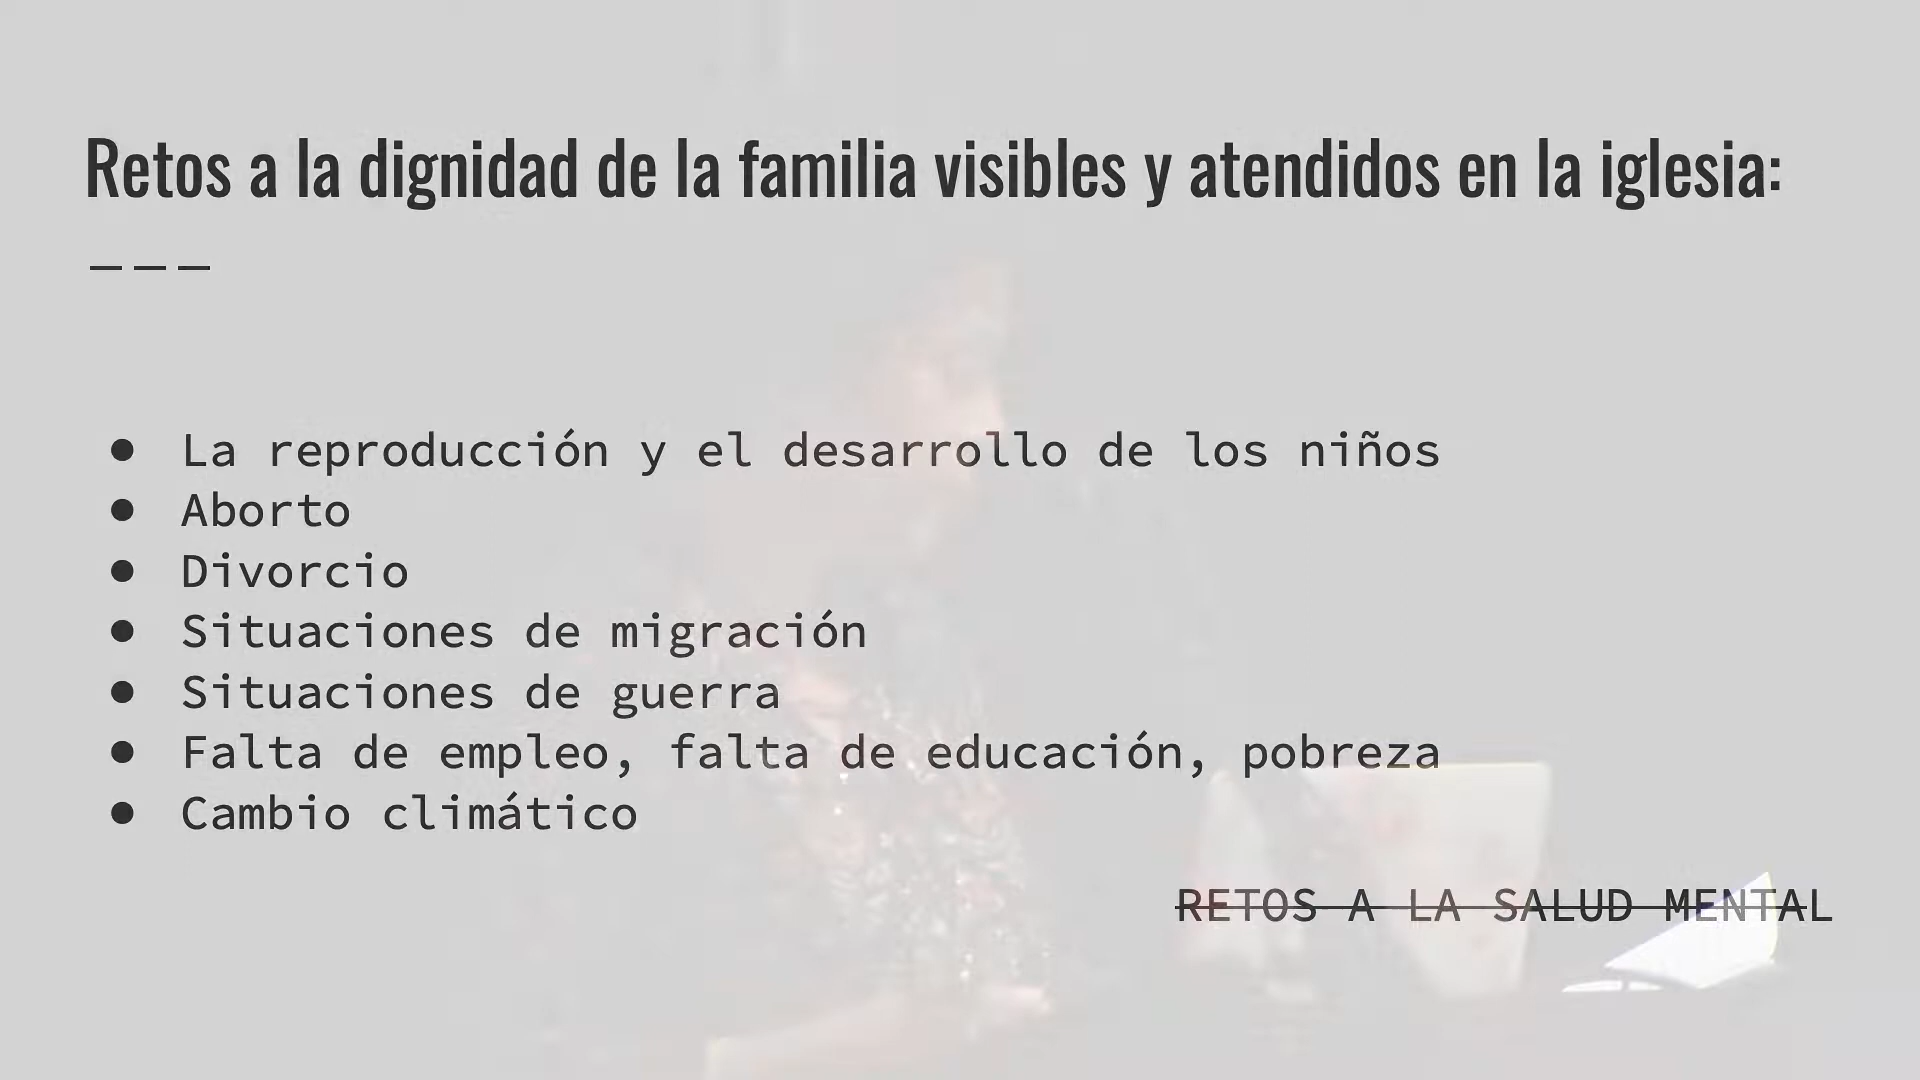 Retos a la dignidad de la familia visibles y atendidos en la iglesia:
● La reproducción y el desarrollo de los niños
● Aborto
● Divorcio
● Situaciones de migración
● Situaciones de guerra
● Falta de empleo, falta de educación, pobreza
● Cambio climático
RETOS A LA SALUD MENTAL